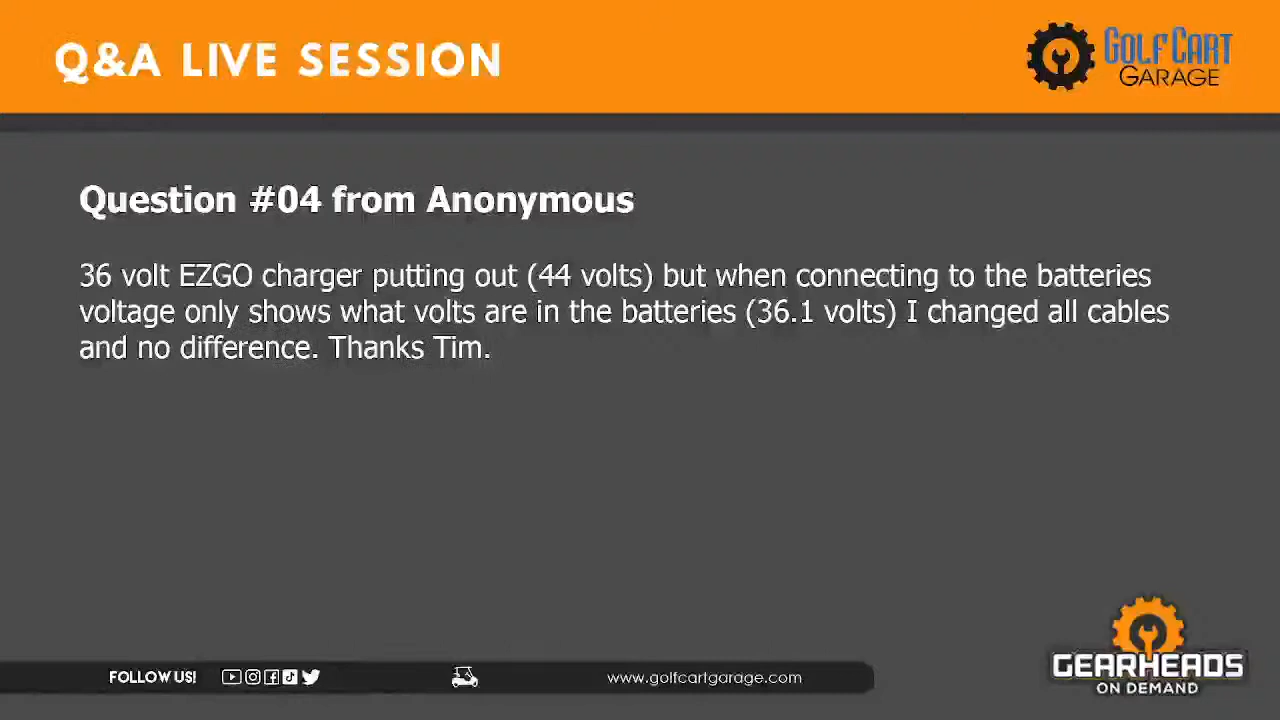 Q&A LIVE SESSION
GOLF CART
GARAGE
Question #04 from Anonymous
36 volt EZGO charger putting out (44 volts) but when connecting to the batteries
voltage only shows what volts are in the batteries (36.1 volts) I changed all cables
and no difference. Thanks Tim.
GEARHEADS
ON DEMAND
FOLLOW US!
www.golfcartgarage.com